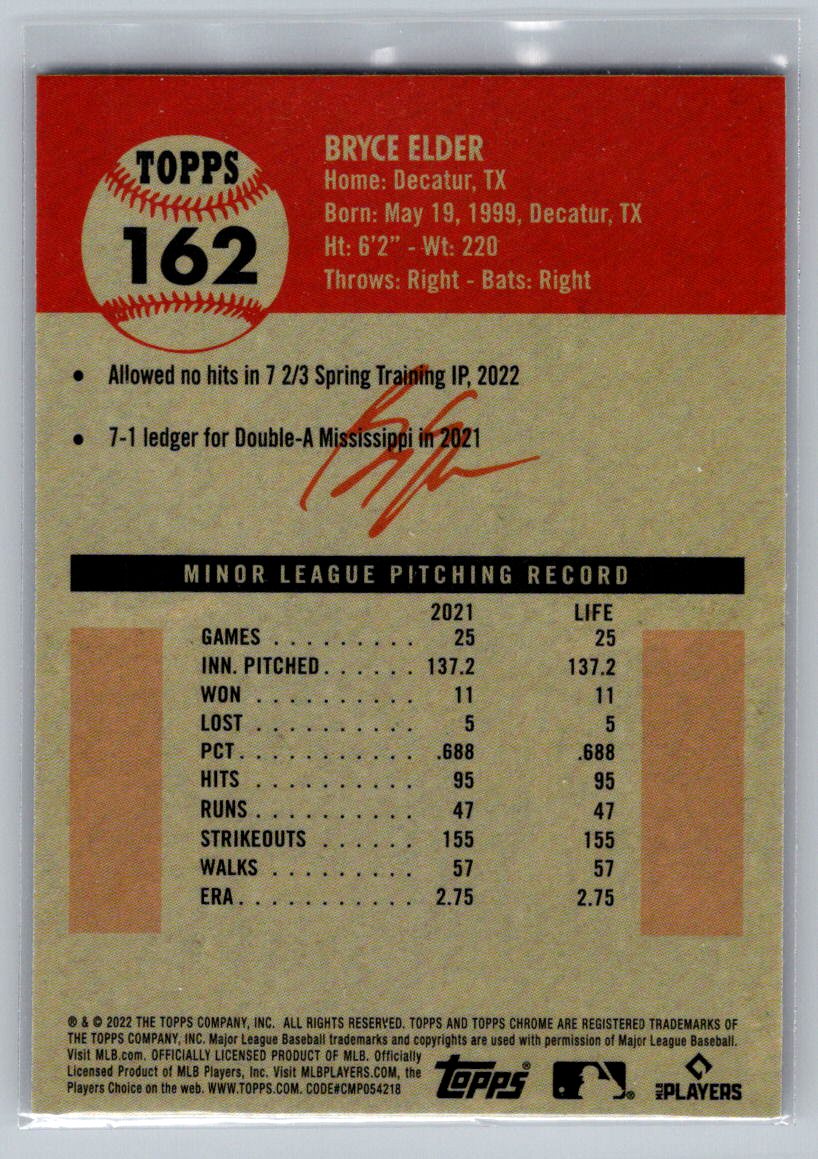 TOPPS
162
BRYCE ELDER
Home: Decatur, TX
Born: May 19, 1999, Decatur, TX
Ht: 6'2" - Wt: 220
Throws: Right - Bats: Right
• Allowed no hits in 7 2/3 Spring Training IP, 2022
• 7-1 ledger for Double-A Mississippi in 2021
MINOR LEAGUE PITCHING RECORD
2021 LIFE
GAMES . . . . . . . . . 25 25
INN. PITCHED . . . . . . 137.2 137.2
WON . . . . . . . . . . 11 11
LOST . . . . . . . . . . 5 5
PCT . . . . . . . . . . . .688 .688
HITS . . . . . . . . . . 95 95
RUNS . . . . . . . . . . 47 47
STRIKEOUTS . . . . . . 155 155
WALKS . . . . . . . . . 57 57
ERA . . . . . . . . . . . 2.75 2.75
® & © 2022 THE TOPPS COMPANY, INC. ALL RIGHTS RESERVED. TOPPS AND TOPPS CHROME ARE REGISTERED TRADEMARKS OF
THE TOPPS COMPANY, INC. Major League Baseball trademarks and copyrights are used with permission of Major League Baseball.
Visit MLB.com. OFFICIALLY LICENSED PRODUCT OF MLB. Officially
Licensed Product of MLB Players, Inc. Visit MLBPLAYERS.COM, the
Players Choice on the web. WWW.TOPPS.COM. CODE#CMP054218
topps® ® MLB PLAYERS